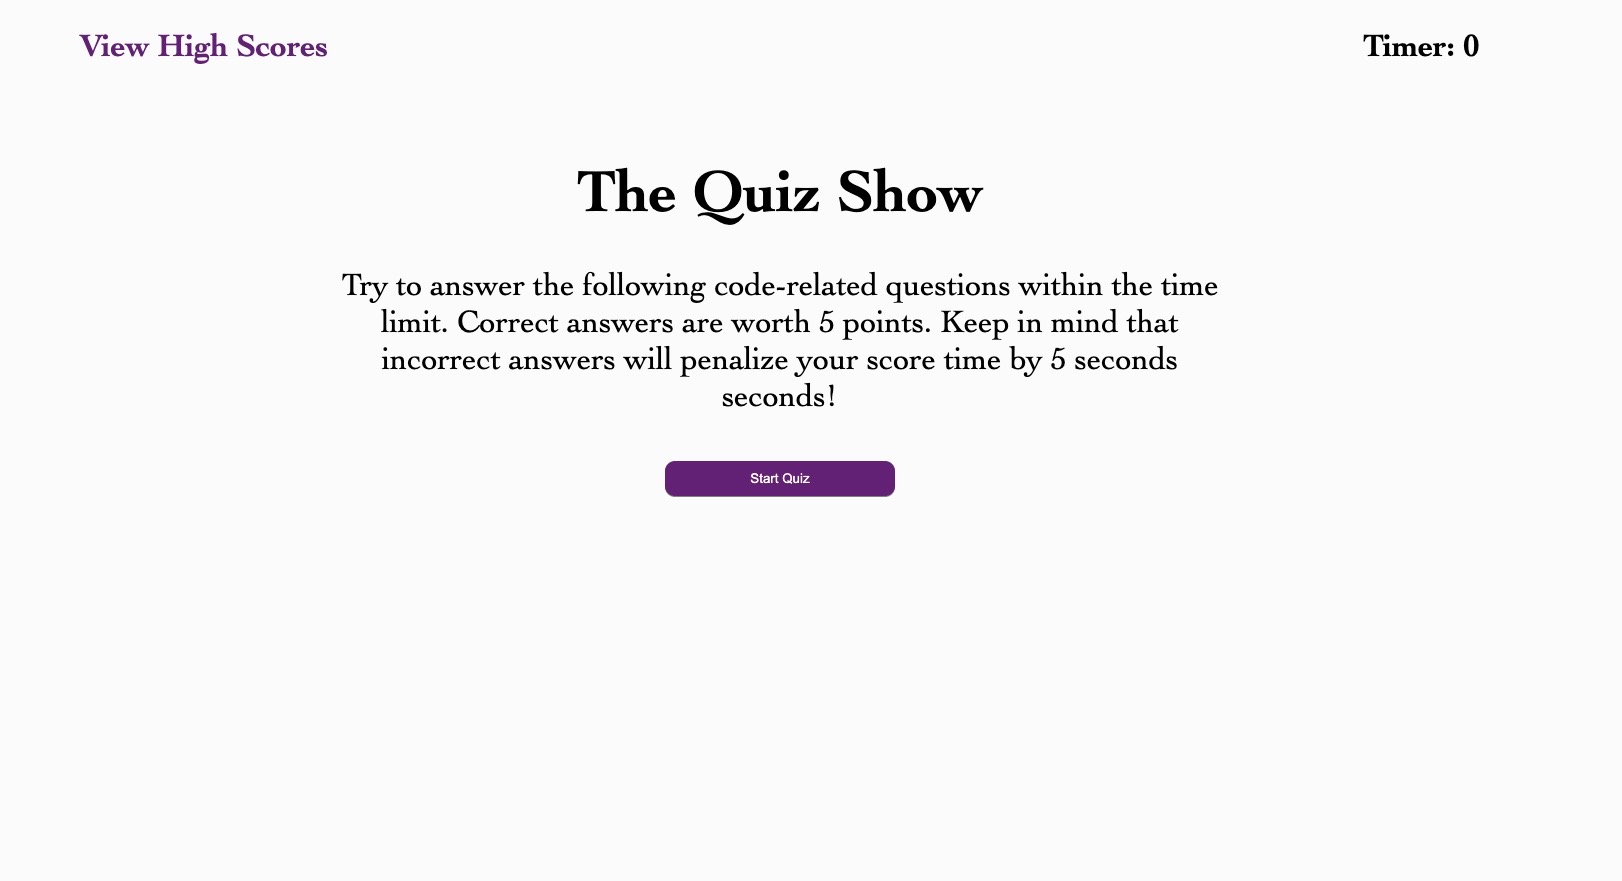 View High Scores
Timer: 0
The Quiz Show
Try to answer the following code-related questions within the time
limit. Correct answers are worth 5 points. Keep in mind that
incorrect answers will penalize your score time by 5 seconds
seconds!
Start Quiz